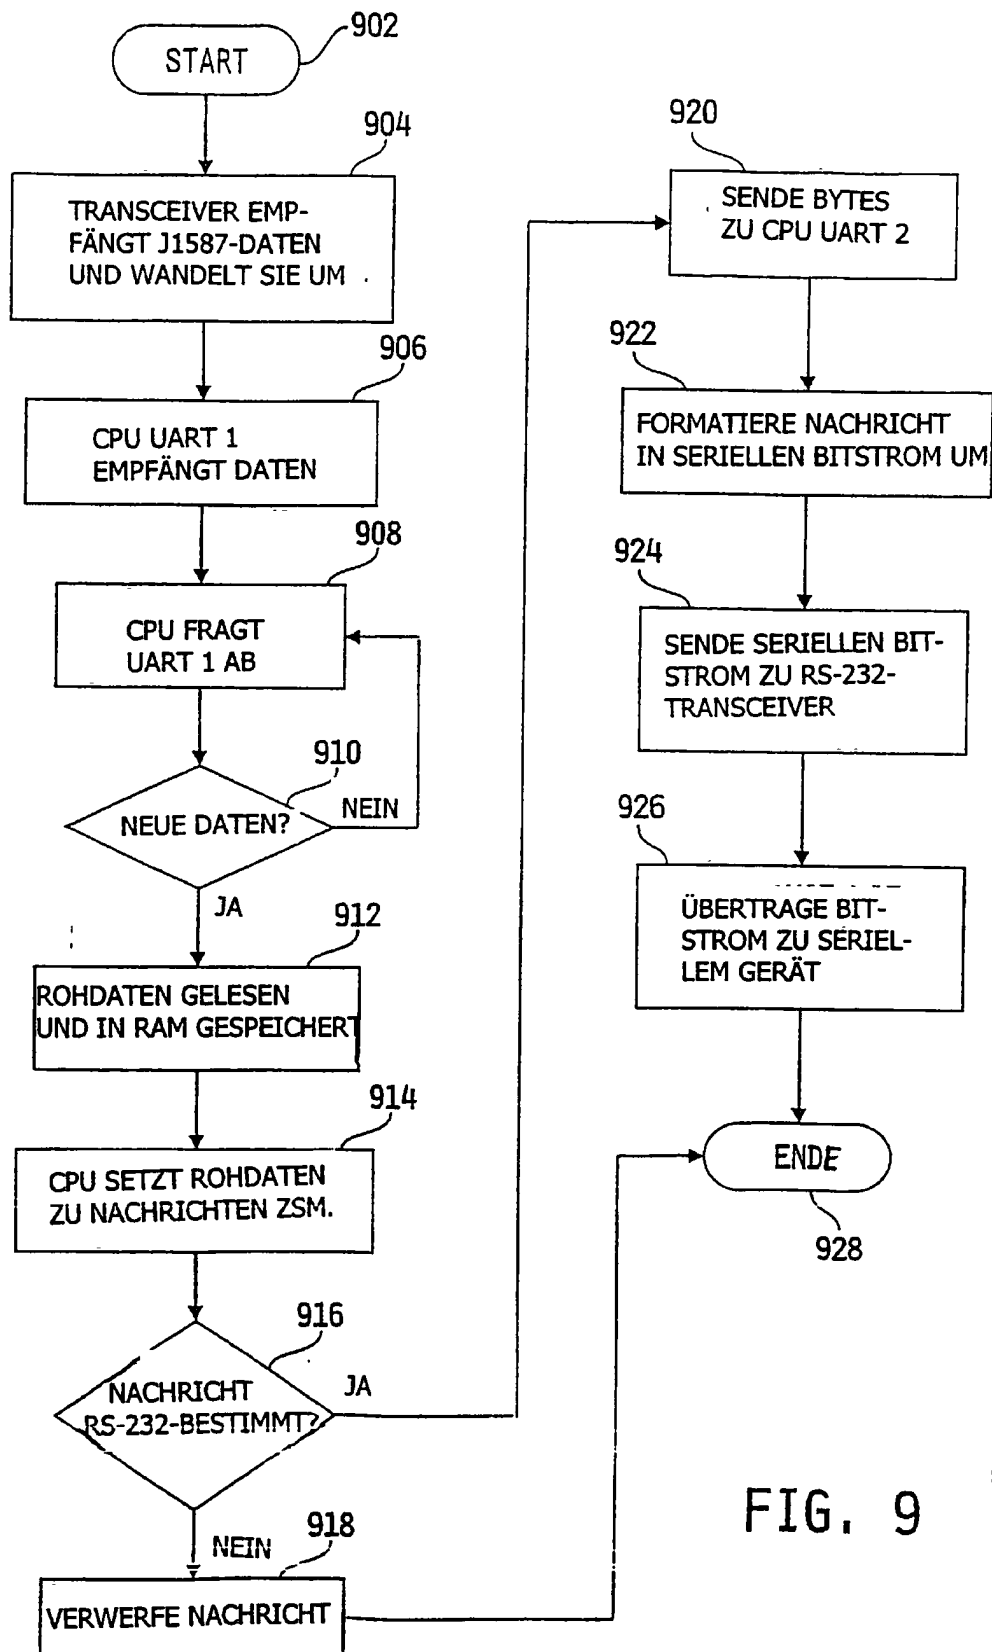 902
START
904
TRANSCEIVER EMP-
FÄNGT J1587-DATEN
UND WANDELT SIE UM
906
CPU UART 1
EMPFÄNGT DATEN
908
CPU FRAGT
UART 1 AB
910
NEUE DATEN?
NEIN
JA
912
ROHDATEN GELESEN
UND IN RAM GESPEICHERT
914
CPU SETZT ROHDATEN
ZU NACHRICHTEN ZSM.
916
NACHRICHT
RS-232-BESTIMMT?
JA
NEIN
918
VERWERFE NACHRICHT
920
SENDE BYTES
ZU CPU UART 2
922
FORMATIERE NACHRICHT
IN SERIELLEN BITSTROM UM
924
SENDE SERIELLEN BIT-
STROM ZU RS-232-
TRANSCEIVER
926
ÜBERTRAGE BIT-
STROM ZU SERIEL-
LEM GERÄT
ENDE
928
FIG. 9